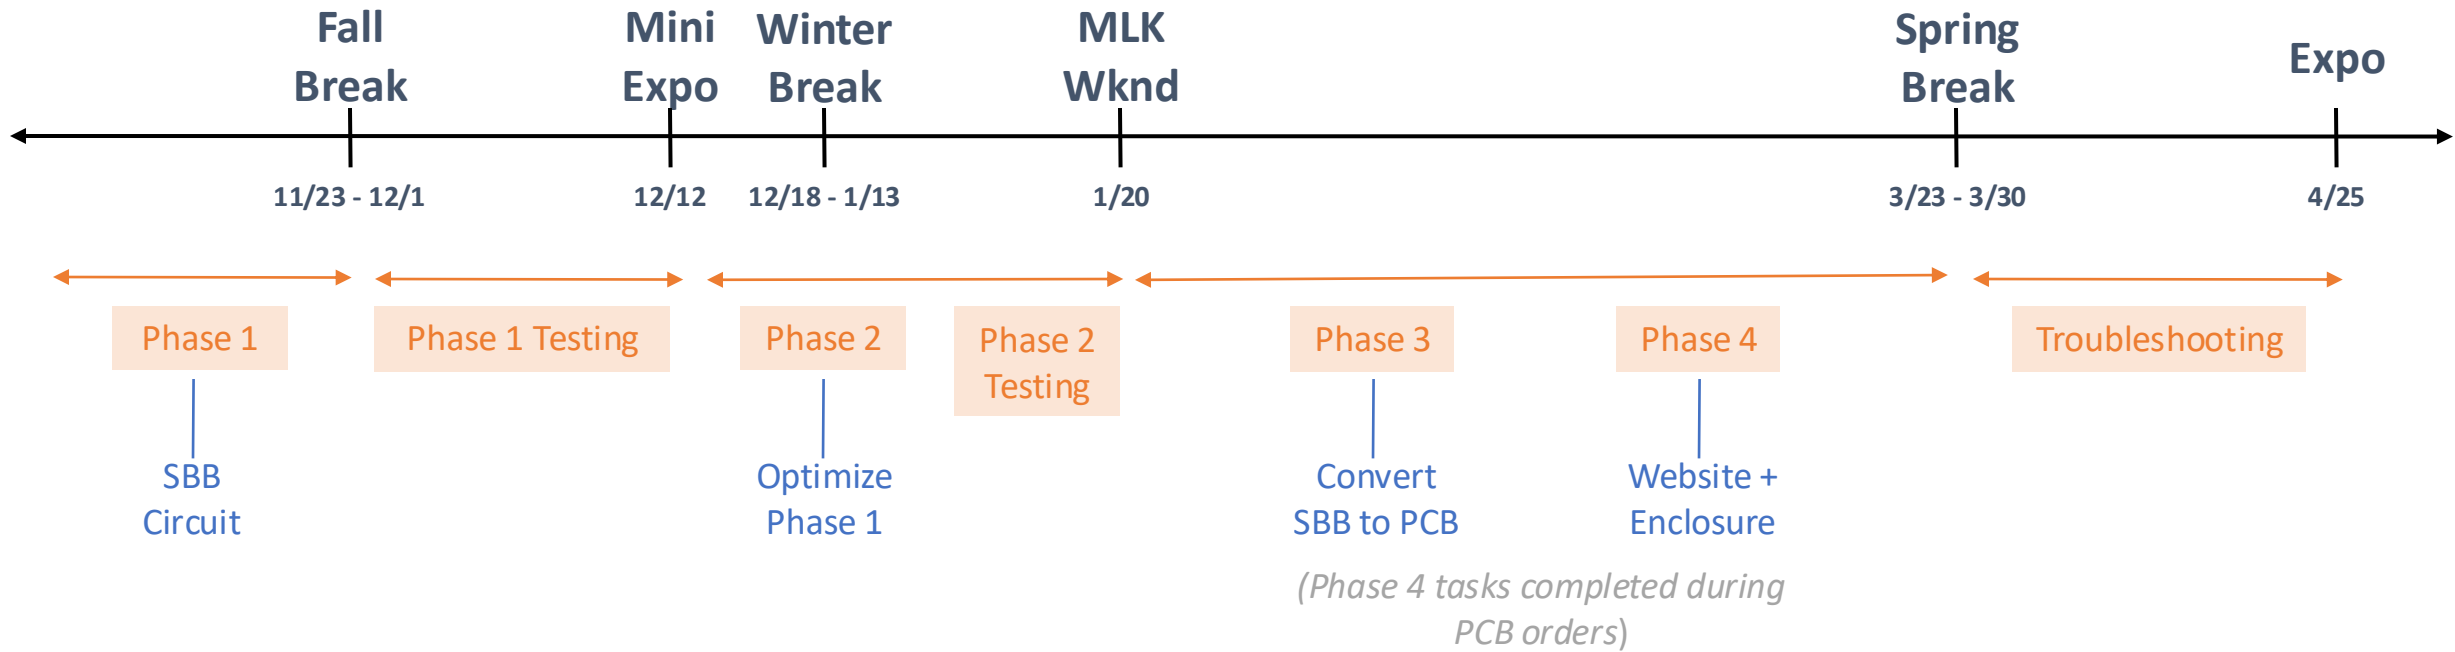 Fall
Break
Mini
Expo
Winter
Break
MLK
Wknd
Spring
Break
Expo
11/23 - 12/1
12/12
12/18 - 1/13
1/20
3/23 - 3/30
4/25
Phase 1
Phase 1 Testing
Phase 2
Phase 2
Testing
Phase 3
Phase 4
Troubleshooting
SBB
Circuit
Optimize
Phase 1
Convert
SBB to PCB
Website +
Enclosure
(Phase 4 tasks completed during
PCB orders)